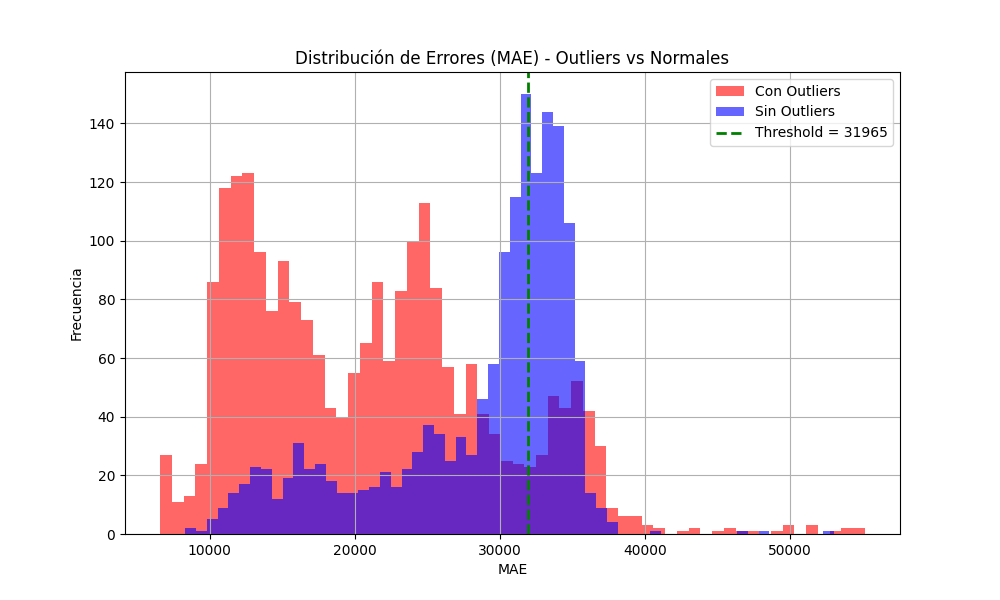 Distribución de Errores (MAE) - Outliers vs Normales
Con Outliers
Sin Outliers
Threshold = 31965
Frecuencia
140
120
100
80
60
40
20
0
10000
20000
30000
40000
50000
MAE